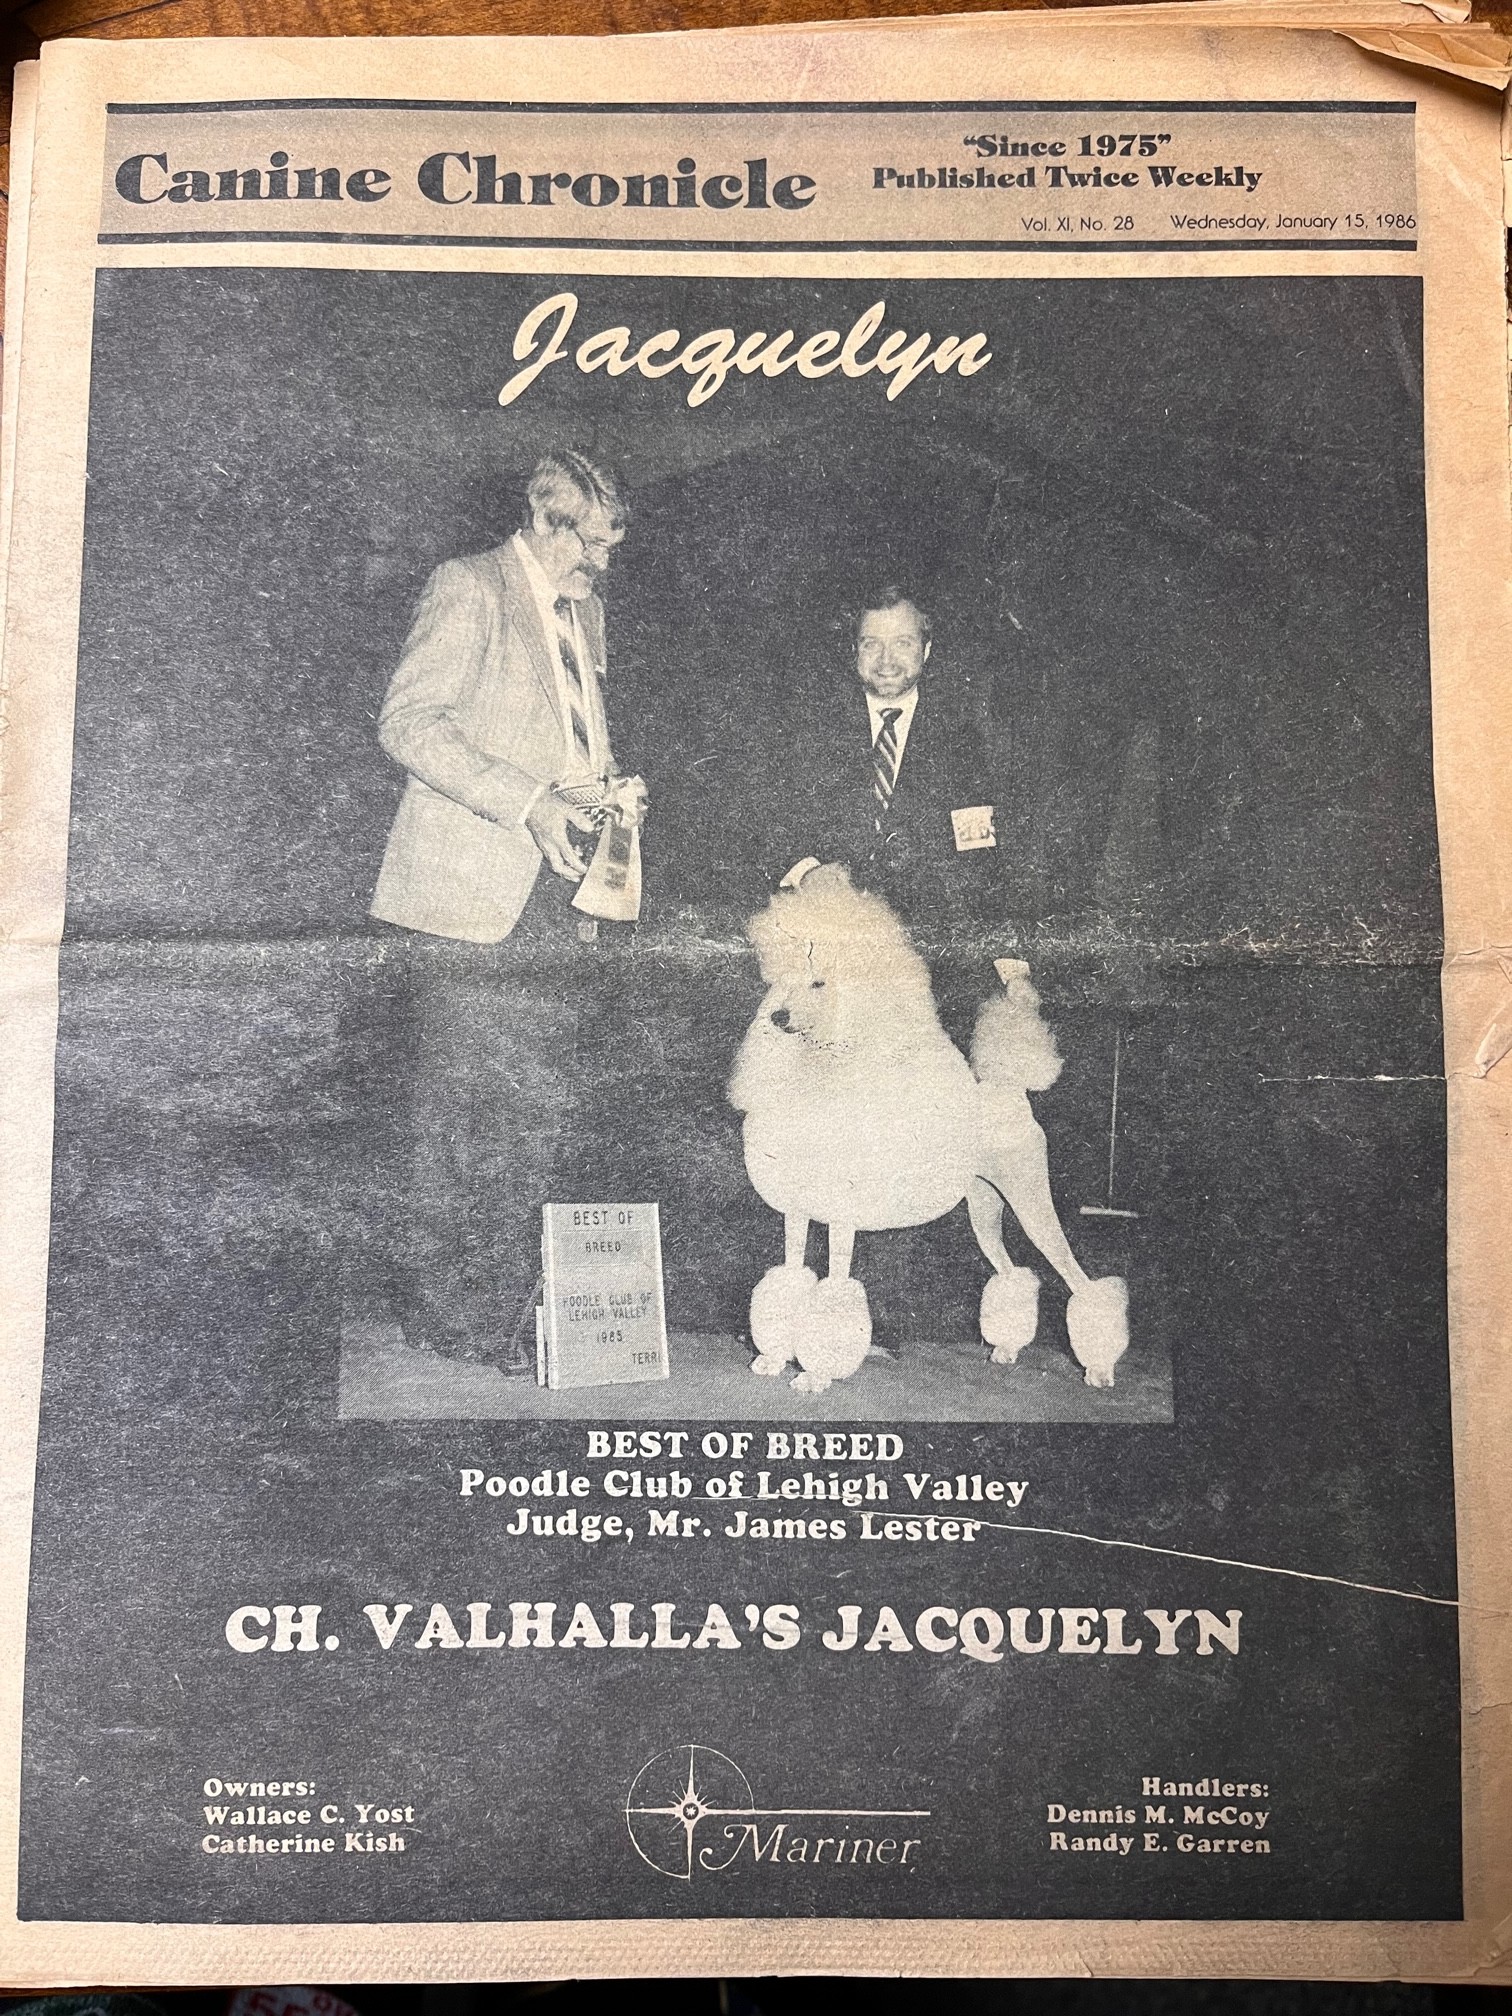 Canine Chronicle
“Since 1975”
Published Twice Weekly
Vol. XI, No. 28 Wednesday, January 15, 1986
Jacquelyn
BEST OF
BREED
POODLE CLUB OF
LEHIGH VALLEY
1985
TERRI
BEST OF BREED
Poodle Club of Lehigh Valley
Judge, Mr. James Lester
CH. VALHALLA'S JACQUELYN
Owners:
Wallace C. Yost
Catherine Kish
Mariner
Handlers:
Dennis M. McCoy
Randy E. Garren